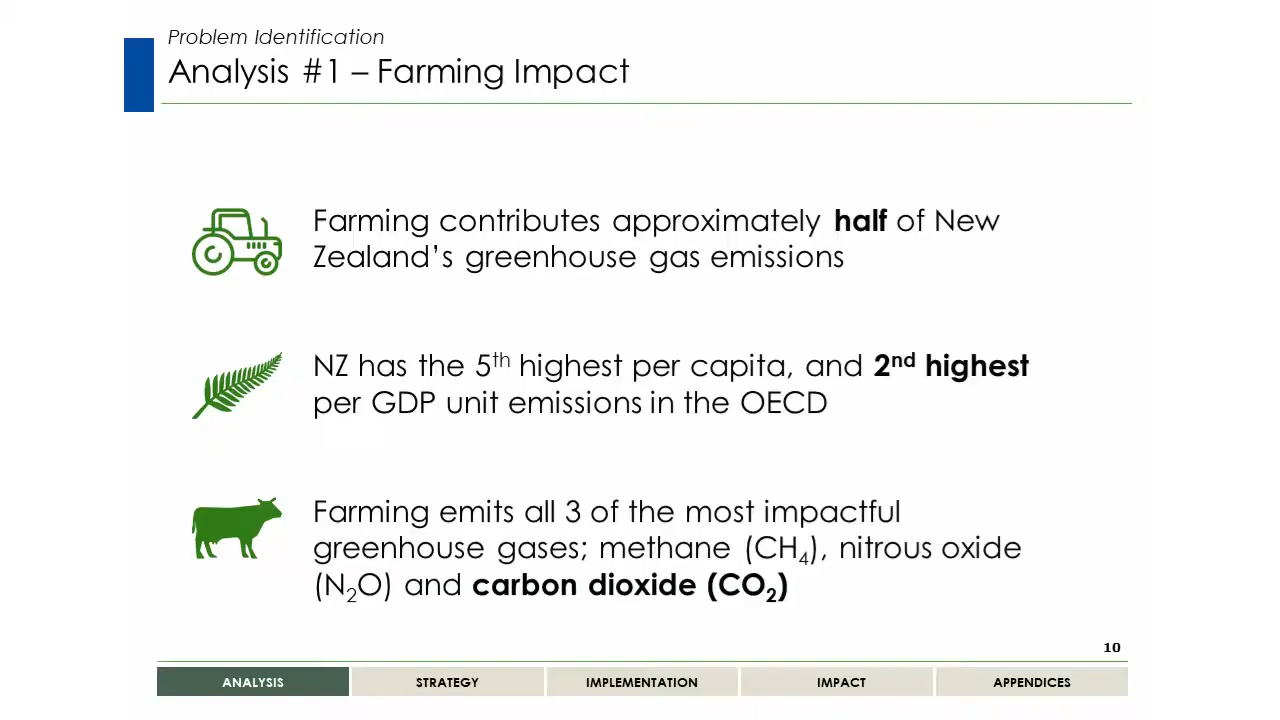 Problem Identification
Analysis #1 – Farming Impact
Farming contributes approximately half of New
Zealand’s greenhouse gas emissions
NZ has the 5th highest per capita, and 2nd highest
per GDP unit emissions in the OECD
Farming emits all 3 of the most impactful
greenhouse gases; methane (CH₄), nitrous oxide
(N₂O) and carbon dioxide (CO₂)
10
ANALYSIS STRATEGY IMPLEMENTATION IMPACT APPENDICES